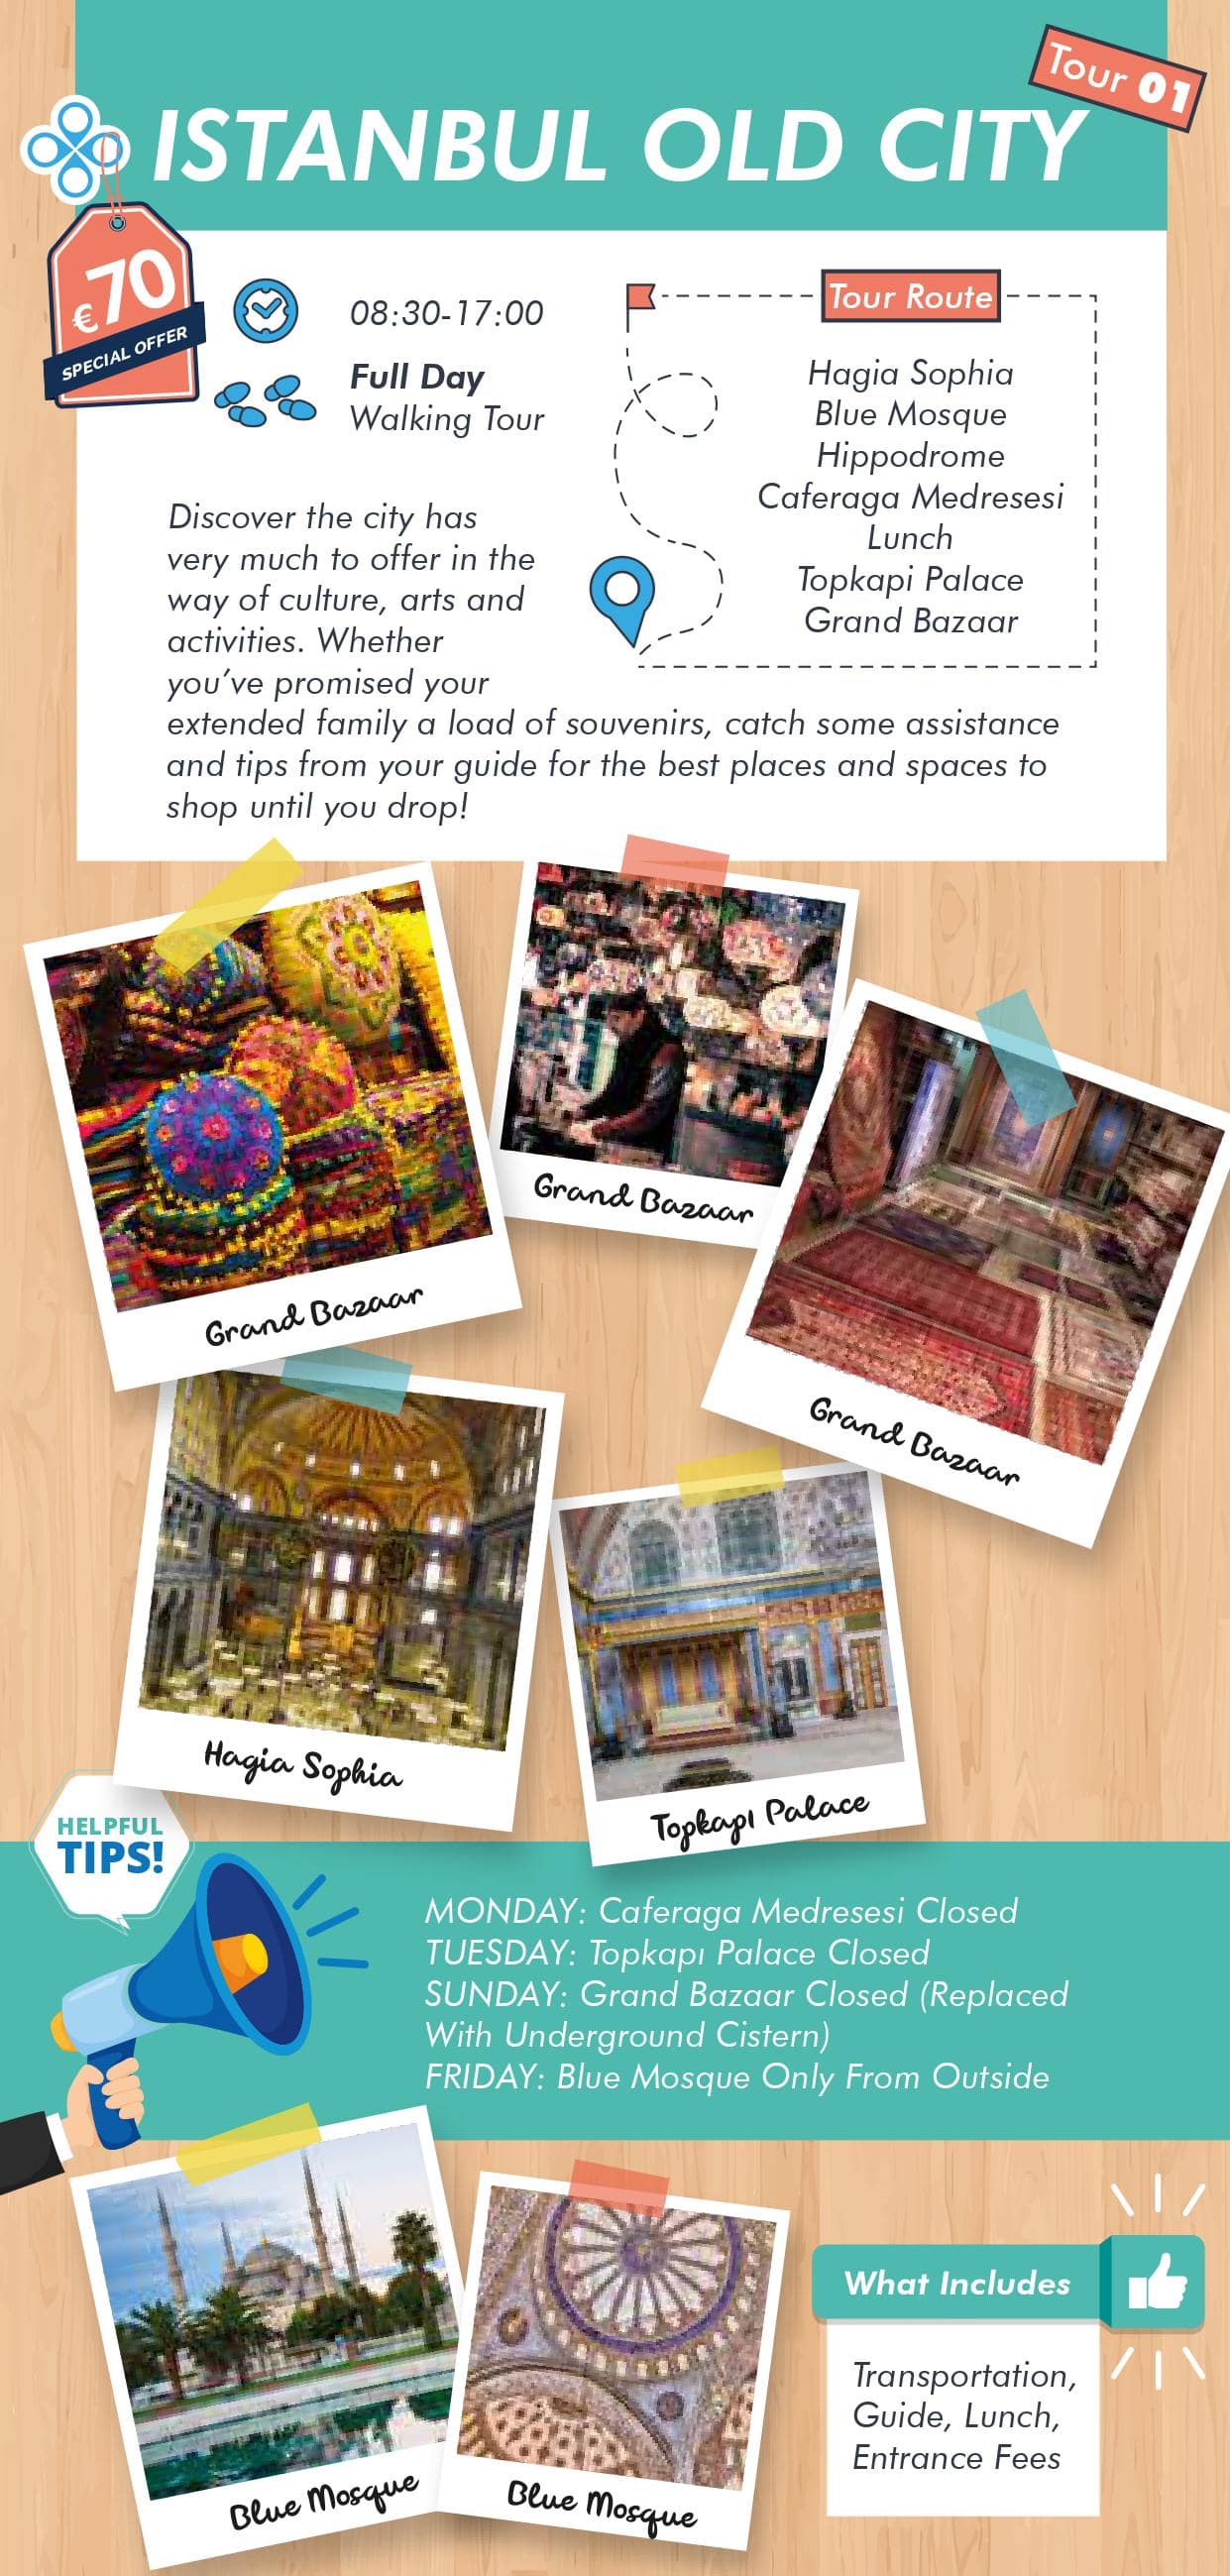 Tour 01
ISTANBUL OLD CITY
€70
SPECIAL OFFER
08:30-17:00
Full Day
Walking Tour
Tour Route
Hagia Sophia
Blue Mosque
Hippodrome
Caferaga Medresesi
Lunch
Topkapi Palace
Grand Bazaar
Discover the city has
very much to offer in the
way of culture, arts and
activities. Whether
you've promised your
extended family a load of souvenirs, catch some assistance
and tips from your guide for the best places and spaces to
shop until you drop!
Grand Bazaar
Grand Bazaar
Grand Bazaar
Hagia Sophia
Topkapı Palace
HELPFUL
TIPS!
MONDAY: Caferaga Medresesi Closed
TUESDAY: Topkapı Palace Closed
SUNDAY: Grand Bazaar Closed (Replaced
With Underground Cistern)
FRIDAY: Blue Mosque Only From Outside
Blue Mosque
Blue Mosque
What Includes
Transportation,
Guide, Lunch,
Entrance Fees